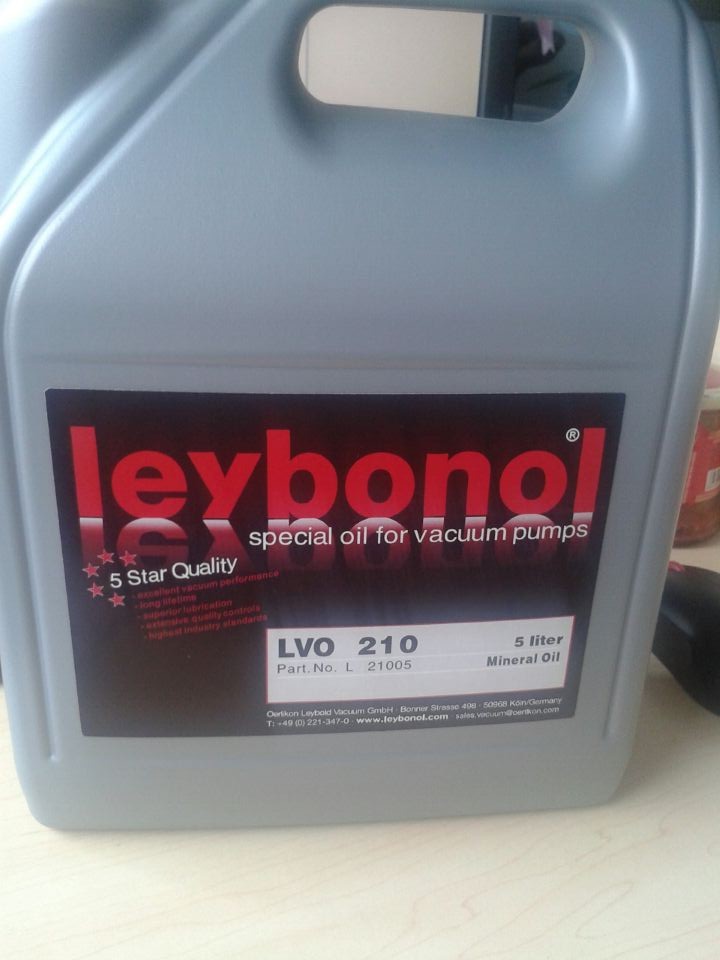 leybonol®
special oil for vacuum pumps
5 Star Quality
- excellent vacuum performance
- long lifetime
- superior lubrication
- extensive quality controls
- highest industry standards
LVO 210
5 liter
Part. No. L 21005
Mineral Oil
Oerlikon Leybold Vacuum GmbH · Bonner Strasse 498 · 50968 Köln/Germany
T: +49 (0) 221-347-0 · www.leybonol.com · sales.vacuum@oerlikon.com